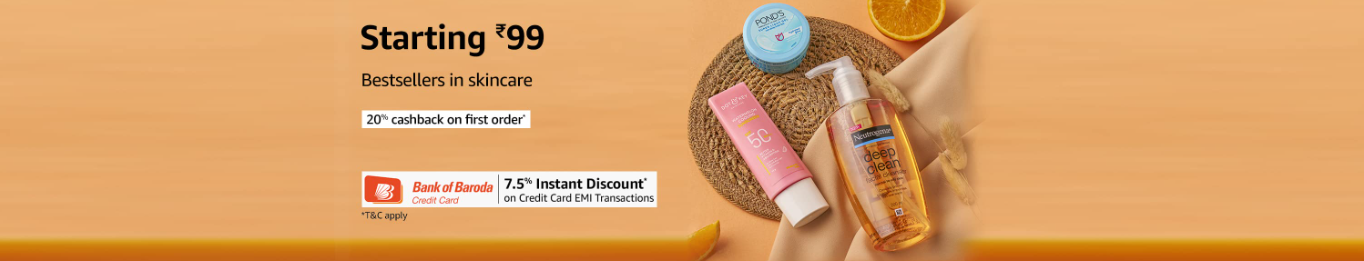 Starting ₹99
Bestsellers in skincare
20% cashback on first order*
Bank of Baroda
Credit Card
7.5% Instant Discount*
on Credit Card EMI Transactions
*T&C apply
POND'S
50
Neutrogena
deep
clean